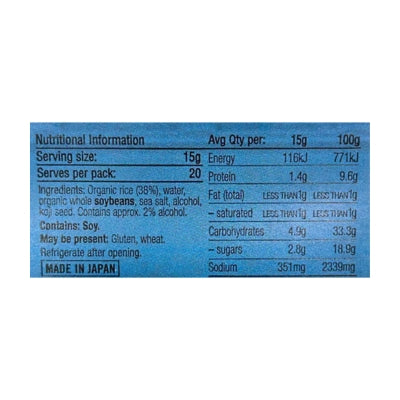 Nutritional Information
Serving size: 15g
Serves per pack: 20
Ingredients: Organic rice (38%), water,
organic whole soybeans, sea salt, alcohol,
koji seed. Contains approx. 2% alcohol.
Contains: Soy.
May be present: Gluten, wheat.
Refrigerate after opening.
MADE IN JAPAN
Avg Qty per: 15g 100g
Energy 116kJ 771kJ
Protein 1.4g 9.6g
Fat (total) LESS THAN 1g LESS THAN 1g
– saturated LESS THAN 1g LESS THAN 1g
Carbohydrates 4.9g 33.3g
– sugars 2.8g 18.9g
Sodium 351mg 2339mg